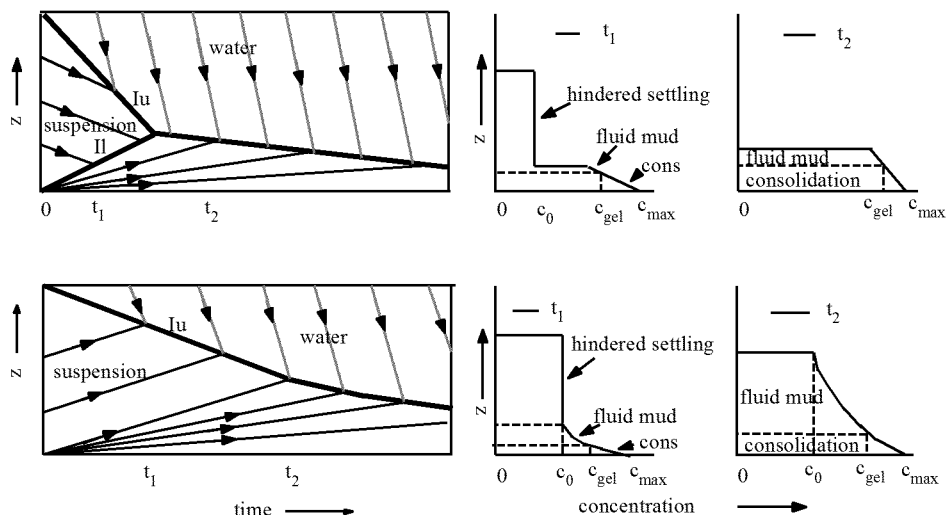 water
Iu
suspension
Il
z
0
t1
t2
t1
z
hindered settling
fluid mud
cons
0
c0
cgel
cmax
t2
fluid mud
consolidation
0
cgel
cmax
Iu
water
suspension
z
t1
t2
time
t1
z
hindered settling
fluid mud
cons
0
c0
cgel
cmax
concentration
t2
fluid mud
consolidation
0
c0
cgel
cmax